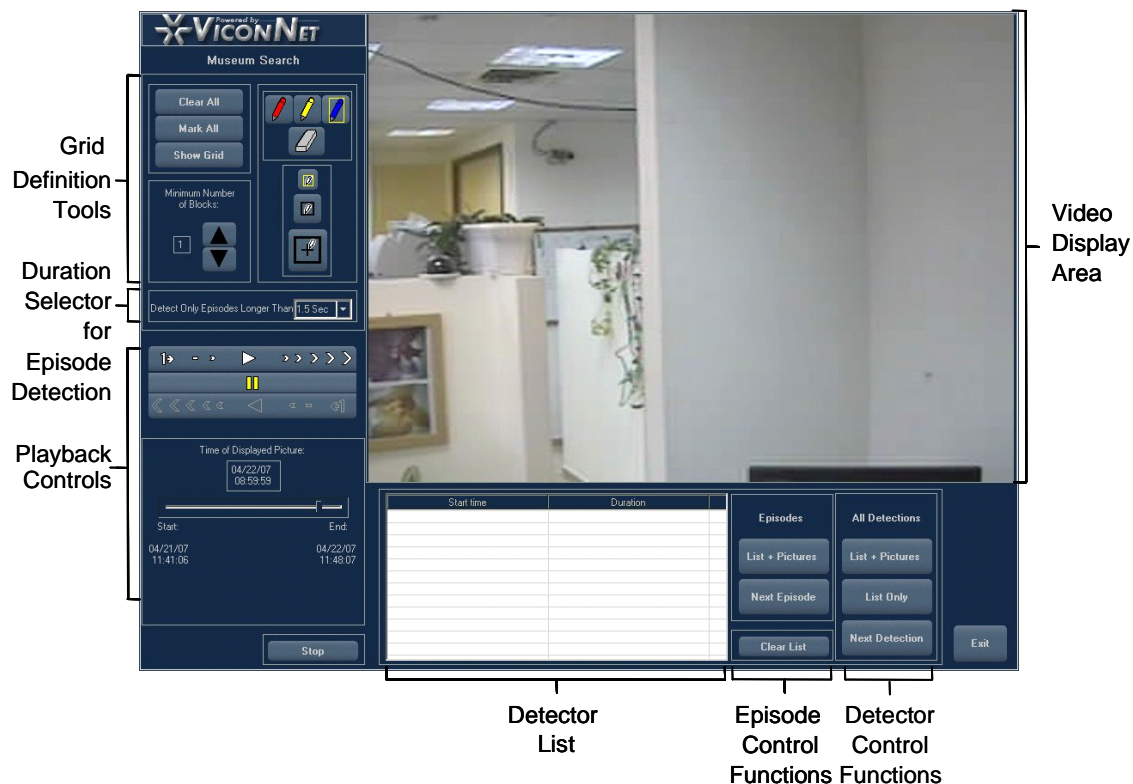 Powered by
VICONNET
Museum Search
Clear All
Mark All
Show Grid
Minimum Number
of Blocks:
1
Detect Only Episodes Longer Than 1.5 Sec
Time of Displayed Picture:
04/22/07
08:59:59
Start: End:
04/21/07 04/22/07
11:41:06 11:48:07
Stop
Start time Duration
Episodes
List + Pictures
Next Episode
Clear List
All Detections
List + Pictures
List Only
Next Detection
Exit
Grid
Definition
Tools
Duration
Selector
for
Episode
Detection
Playback
Controls
Video
Display
Area
Detector
List
Episode
Control
Functions
Detector
Control
Functions